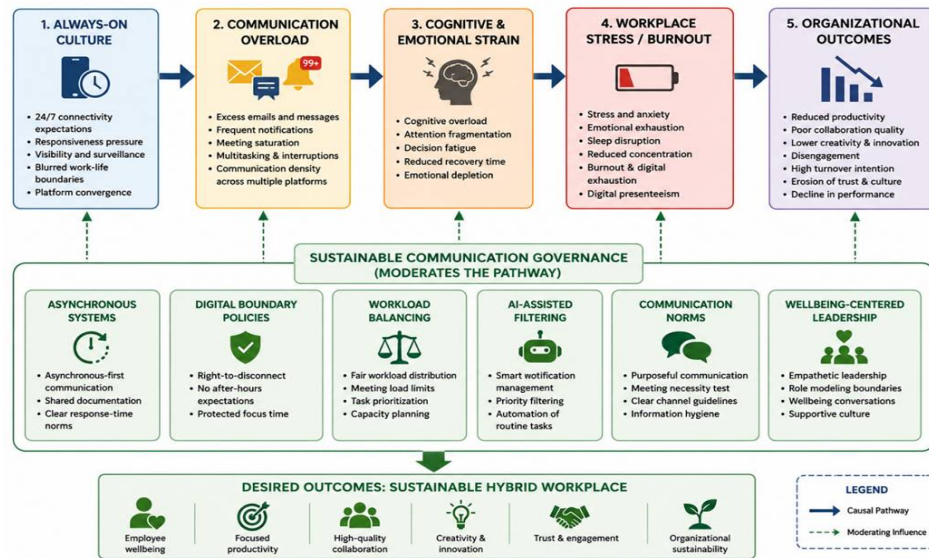 1. ALWAYS-ON
CULTURE
• 24/7 connectivity
expectations
• Responsiveness pressure
• Visibility and surveillance
• Blurred work-life
boundaries
• Platform convergence
2. COMMUNICATION
OVERLOAD
99+
• Excess emails and messages
• Frequent notifications
• Meeting saturation
• Multitasking & interruptions
• Communication density
across multiple platforms
3. COGNITIVE &
EMOTIONAL STRAIN
• Cognitive overload
• Attention fragmentation
• Decision fatigue
• Reduced recovery time
• Emotional depletion
4. WORKPLACE
STRESS / BURNOUT
• Stress and anxiety
• Emotional exhaustion
• Sleep disruption
• Reduced concentration
• Burnout & digital
exhaustion
• Digital presenteeism
5. ORGANIZATIONAL
OUTCOMES
• Reduced productivity
• Poor collaboration quality
• Lower creativity & innovation
• Disengagement
• High turnover intention
• Erosion of trust & culture
• Decline in performance
SUSTAINABLE COMMUNICATION GOVERNANCE
(MODERATES THE PATHWAY)
ASYNCHRONOUS
SYSTEMS
• Asynchronous-first
communication
• Shared documentation
• Clear response-time
norms
DIGITAL BOUNDARY
POLICIES
• Right-to-disconnect
• No after-hours
expectations
• Protected focus time
WORKLOAD
BALANCING
• Fair workload distribution
• Meeting load limits
• Task prioritization
• Capacity planning
AI-ASSISTED
FILTERING
• Smart wotification
management
• Priority filtering
• Automation of
routine tasks
COMMUNICATION
NORMS
• Purposeful communication
• Meeting necessity test
• Clear channel guidelines
• Information hygiene
WELLBEING-CENTERED
LEADERSHIP
• Empathetic leadership
• Role modeling boundaries
• Wellbeing conversations
• Supportive culture
DESIRED OUTCOMES: SUSTAINABLE HYBRID WORKPLACE
Employee
wellbeing
Focused
productivity
High-quality
collaboration
Creativity &
innovation
Trust & engagement
Organizational
sustainability
LEGEND
Causal Pathway
Moderating Influence